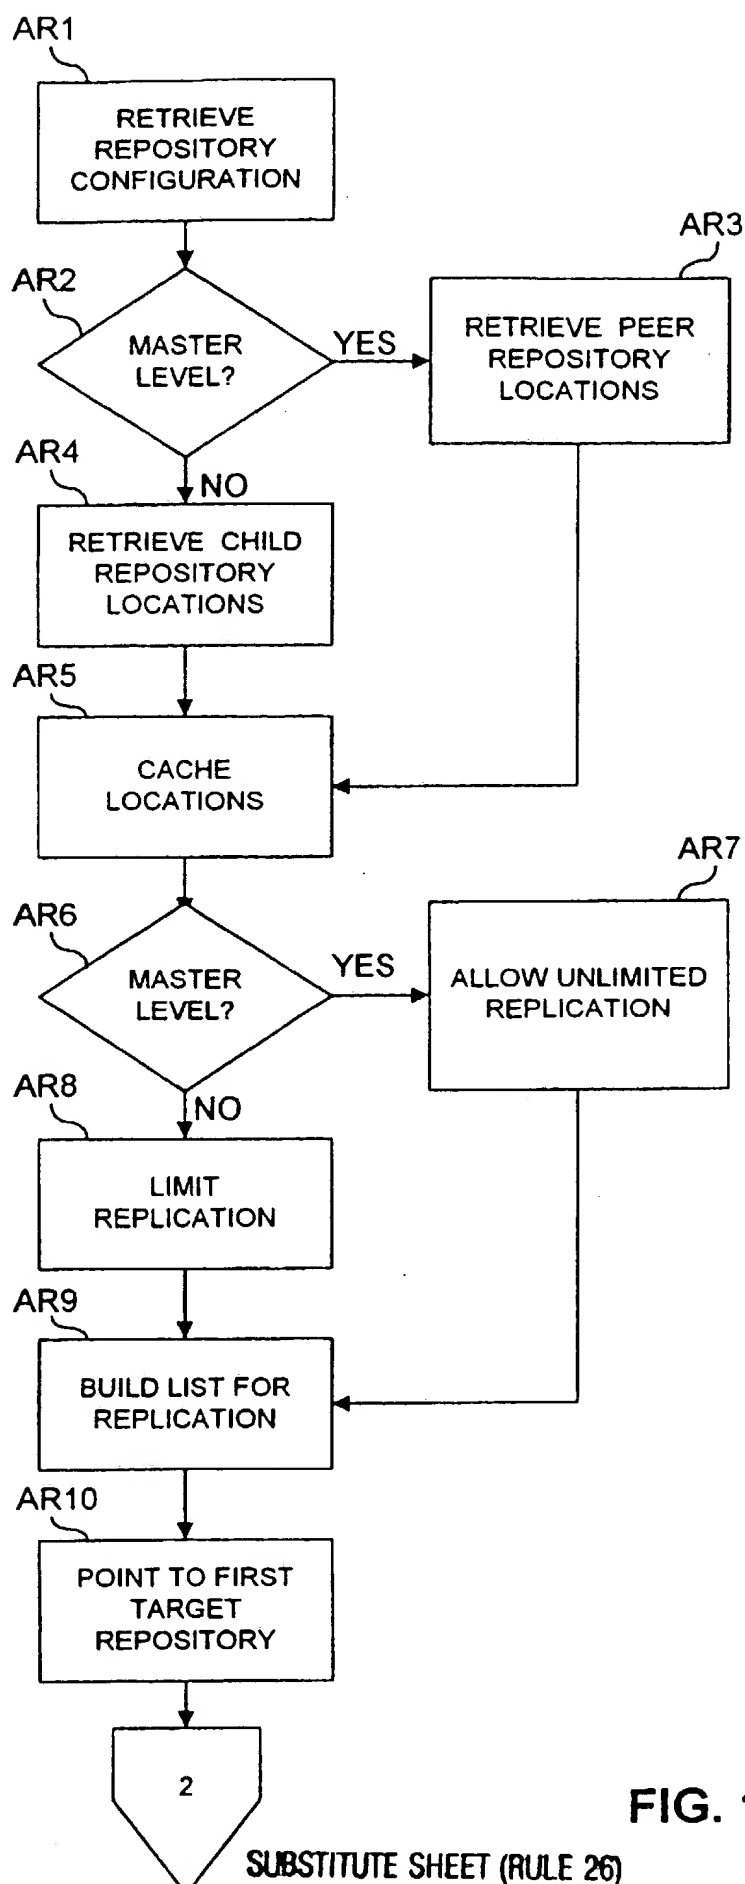 AR1
RETRIEVE
REPOSITORY
CONFIGURATION
AR2
MASTER
LEVEL?
YES
AR3
RETRIEVE PEER
REPOSITORY
LOCATIONS
NO
AR4
RETRIEVE CHILD
REPOSITORY
LOCATIONS
AR5
CACHE
LOCATIONS
AR6
MASTER
LEVEL?
YES
AR7
ALLOW UNLIMITED
REPLICATION
NO
AR8
LIMIT
REPLICATION
AR9
BUILD LIST FOR
REPLICATION
AR10
POINT TO FIRST
TARGET
REPOSITORY
2
FIG.
SUBSTITUTE SHEET (RULE 26)